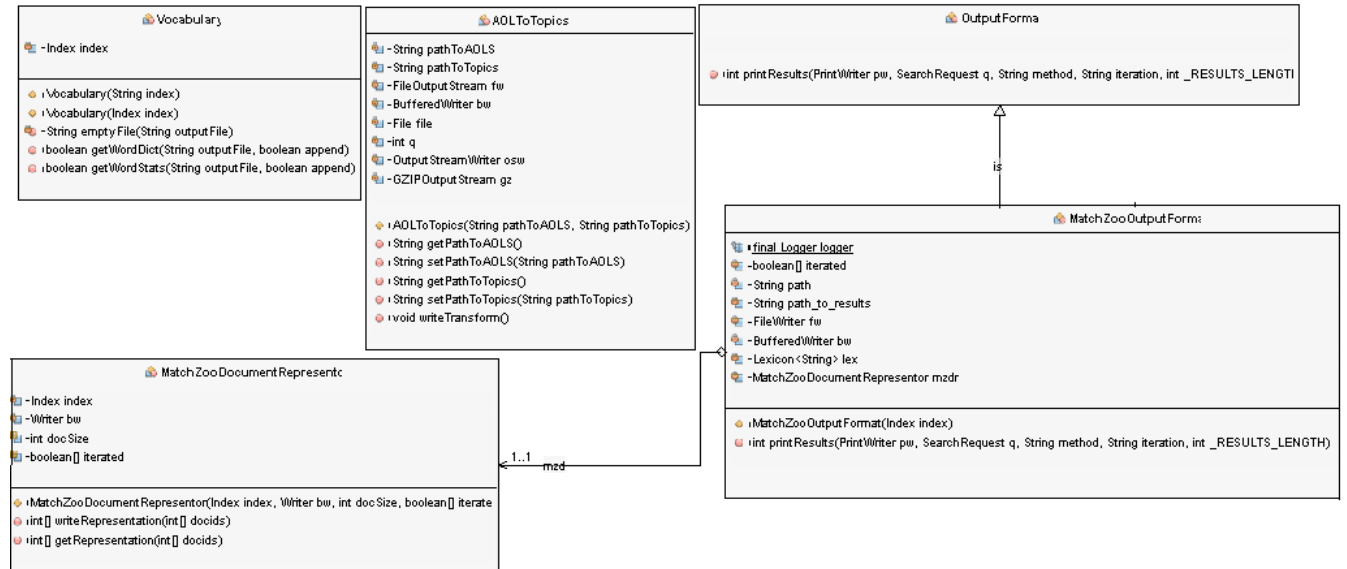 Vocabulary
-Index index
+Vocabulary(String index)
+Vocabulary(Index index)
-String emptyFile(String outputFile)
+boolean getWordDict(String outputFile, boolean append)
+boolean getWordStats(String outputFile, boolean append)
AOLToTopics
-String pathToAOLS
-String pathToTopics
-FileOutputStream fw
-BufferedWriter bw
-File file
-int q
-OutputStreamWriter osw
-GZIPOutputStream gz
+AOLToTopics(String pathToAOLS, String pathToTopics)
+String getPathToAOLS()
+String setPathToAOLS(String pathToAOLS)
+String getPathToTopics()
+String setPathToTopics(String pathToTopics)
+void writeTransform()
OutputForma
+int printResults(PrintWriter pw, SearchRequest q, String method, String iteration, int _RESULTS_LENGTI
is
MatchZooOutputForma
+final Logger logger
-boolean[] iterated
-String path
-String path_to_results
-FileWriter fw
-BufferedWriter bw
-Lexicon<String> lex
-MatchZooDocumentRepresentor mzdr
+MatchZooOutputFormat(Index index)
+int printResults(PrintWriter pw, SearchRequest q, String method, String iteration, int _RESULTS_LENGTH)
MatchZooDocumentRepresentc
-Index index
-Writer bw
-int docSize
-boolean[] iterated
+MatchZooDocumentRepresentor(Index index, Writer bw, int docSize, boolean[] iterate
+int[] writeRepresentation(int[] docids)
+int[] getRepresentation(int[] docids)
1..1
mzd